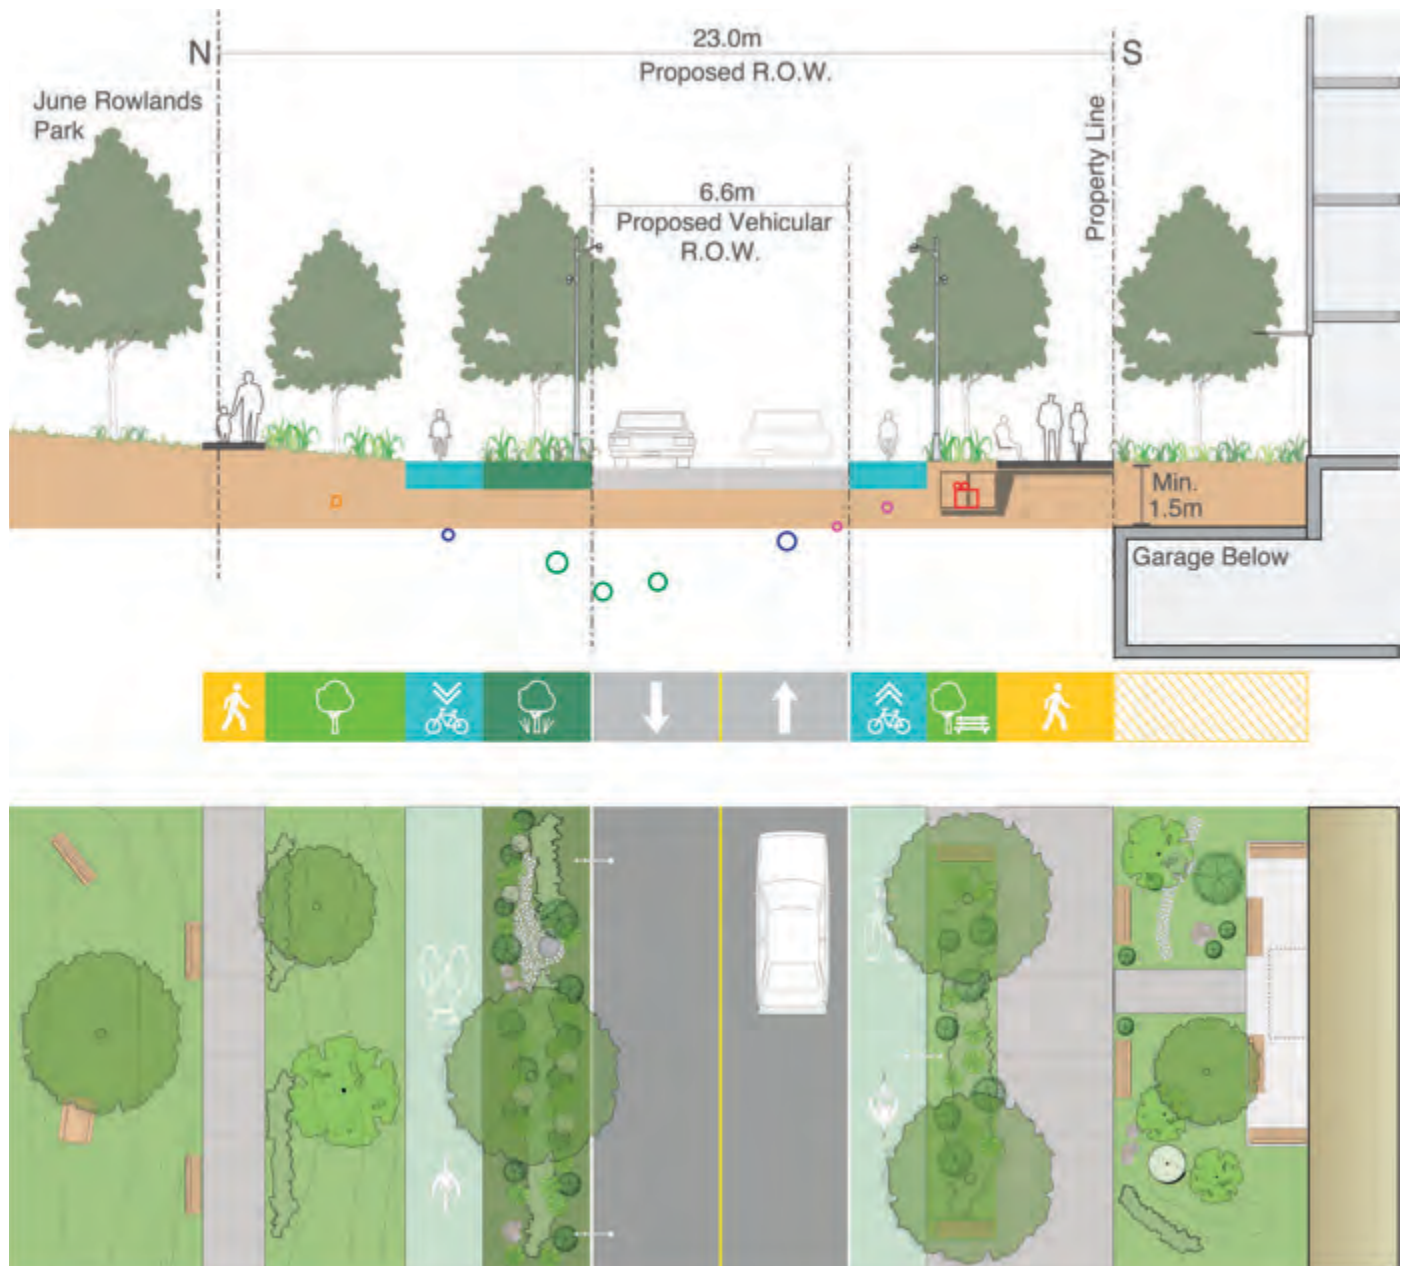 N
23.0m
Proposed R.O.W.
S
June Rowlands
Park
Property Line
6.6m
Proposed Vehicular
R.O.W.
Min.
1.5m
Garage Below